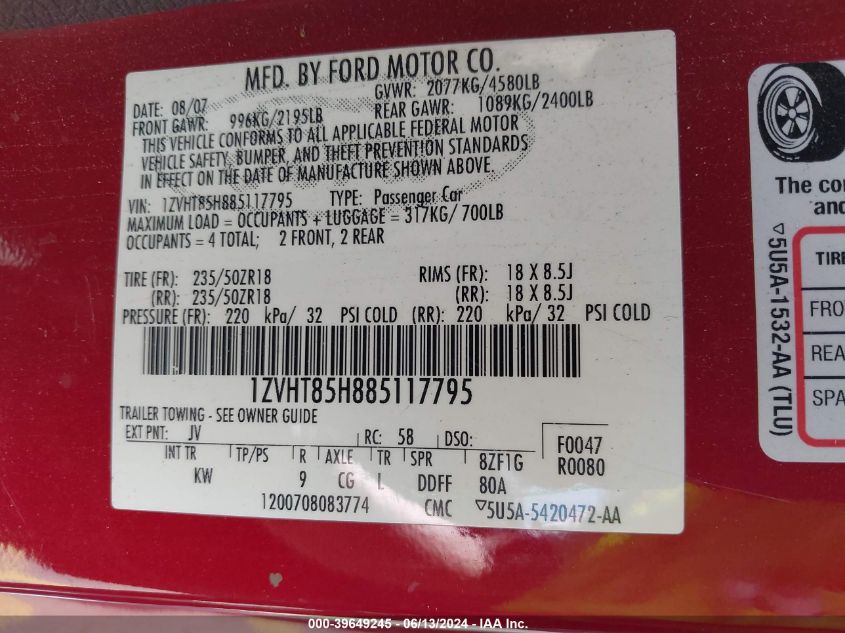 MFD. BY FORD MOTOR CO.
DATE: 08/07 GVWR: 2077KG/4580LB
FRONT GAWR: 996KG/2195LB REAR GAWR: 1089KG/2400LB
THIS VEHICLE CONFORMS TO ALL APPLICABLE FEDERAL MOTOR
VEHICLE SAFETY, BUMPER, AND THEFT PREVENTION STANDARDS
IN EFFECT ON THE DATE OF MANUFACTURE SHOWN ABOVE.
VIN: 1ZVHT85H885117795 TYPE: Passenger Car
MAXIMUM LOAD = OCCUPANTS + LUGGAGE = 317KG/ 700LB
OCCUPANTS = 4 TOTAL; 2 FRONT, 2 REAR
TIRE (FR): 235/50ZR18 RIMS (FR): 18 X 8.5J
(RR): 235/50ZR18 (RR): 18 X 8.5J
PRESSURE (FR): 220 kPa/ 32 PSI COLD (RR): 220 kPa/ 32 PSI COLD
1ZVHT85H885117795
TRAILER TOWING - SEE OWNER GUIDE
EXT PNT: JV RC: 58 DSO: F0047
INT TR TP/PS R AXLE TR SPR 8ZF1G R0080
KW 9 CG L DDFF 80A
1200708083774 CMC ▽5U5A-5420472-AA
The co
and
▽5U5A-1532-AA (TLU)
TIRE
FRO
REA
SPA
000-39649245 - 06/13/2024 - IAA Inc.